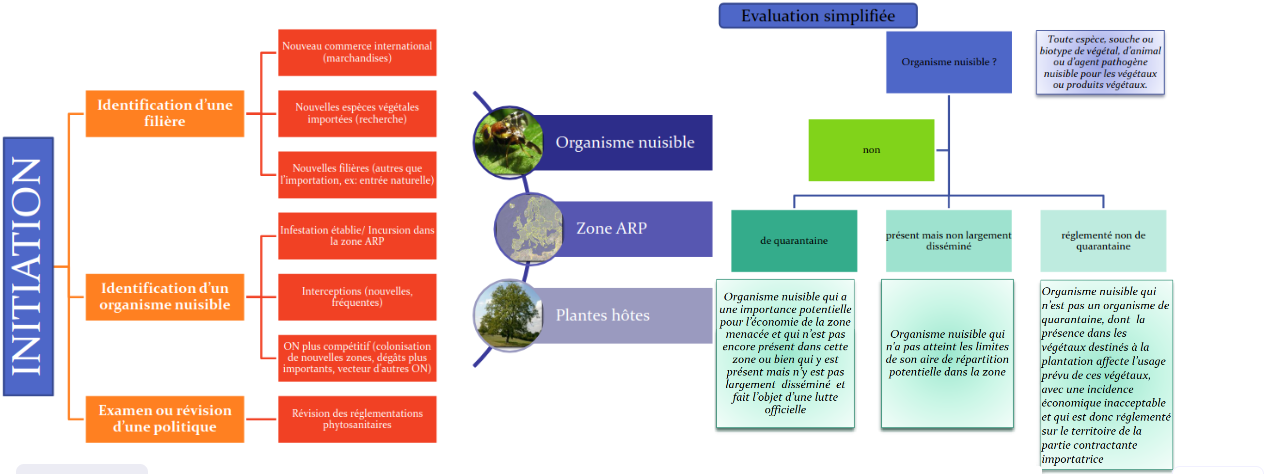 INITIATION
Identification d'une
filière
Nouveau commerce international
(marchandises)
Nouvelles espèces végétales
importées (recherche)
Nouvelles filières (autres que
l'importation, ex: entrée naturelle)
Identification d'un
organisme nuisible
Infestation établie/ Incursion dans
la zone ARP
Interceptions (nouvelles,
fréquentes)
ON plus compétitif (colonisation
de nouvelles zones, dégâts plus
importants, vecteur d'autres ON)
Examen ou révision
d'une politique
Révision des réglementations
phytosanitaires
Organisme nuisible
Zone ARP
Plantes hôtes
Evaluation simplifiée
Organisme nuisible ?
Toute espèce, souche ou
biotype de végétal, d'animal
ou d'agent pathogène
nuisible pour les végétaux
ou produits végétaux.
non
de quarantaine
présent mais non largement
disséminé
réglementé non de
quarantaine
Organisme nuisible qui a
une importance potentielle
pour l'économie de la zone
menacée et qui n'est pas
encore présent dans cette
zone ou bien qui y est
présent mais n'y est pas
largement disséminé et
fait l'objet d'une lutte
officielle
Organisme nuisible qui
n'a pas atteint les limites
de son aire de répartition
potentielle dans la zone
Organisme nuisible qui
n'est pas un organisme de
quarantaine, dont la
présence dans les
végétaux destinés à la
plantation affecte l'usage
prévu de ces végétaux,
avec une incidence
économique inacceptable
et qui est donc réglementé
sur le territoire de la
partie contractante
importatrice